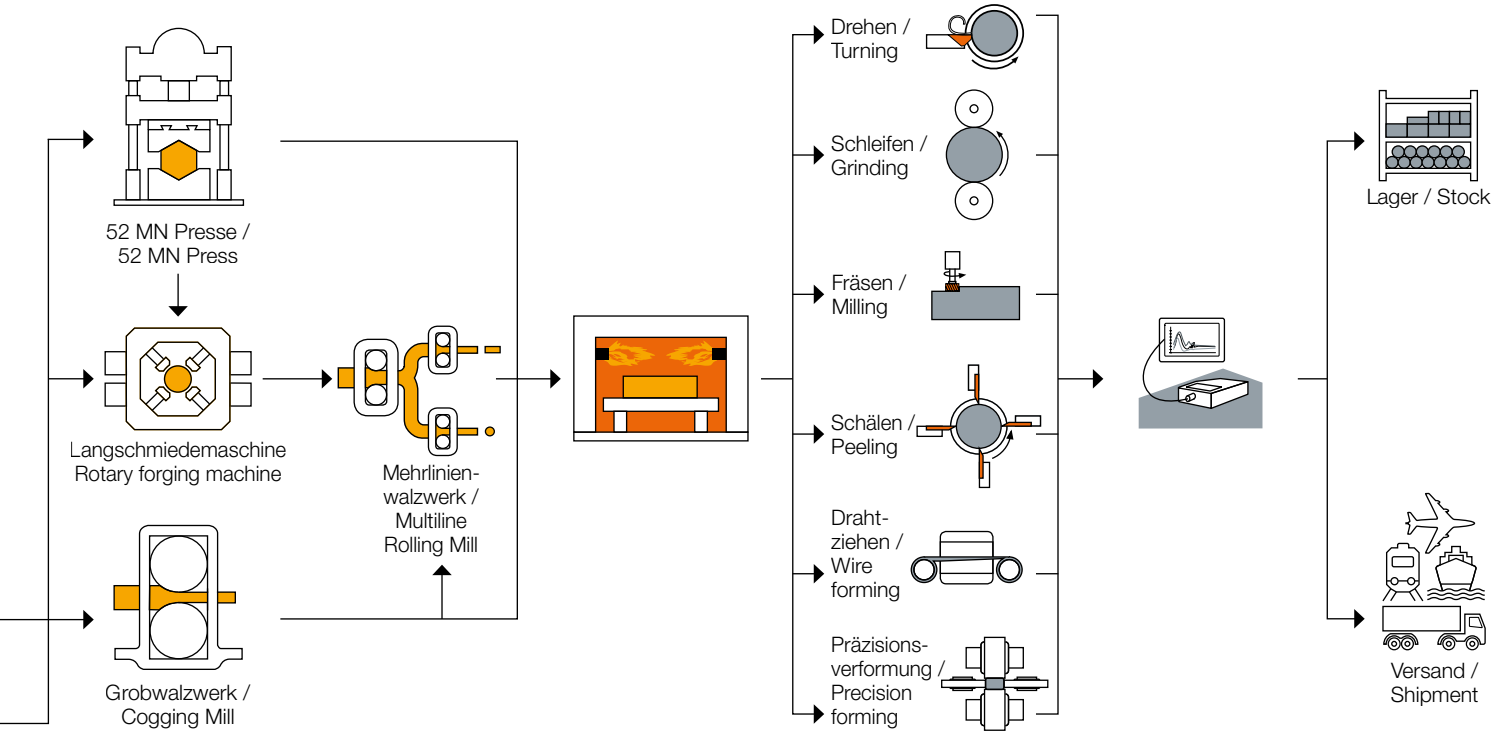 52 MN Presse /
52 MN Press
Langschmiedemaschine
Rotary forging machine
Grobwalzwerk /
Cogging Mill
Mehrlinien-
walzwerk /
Multiline
Rolling Mill
Drehen /
Turning
Schleifen /
Grinding
Fräsen /
Milling
Schälen /
Peeling
Draht-
ziehen /
Wire
forming
Präzisions-
verformung /
Precision
forming
Lager / Stock
Versand /
Shipment